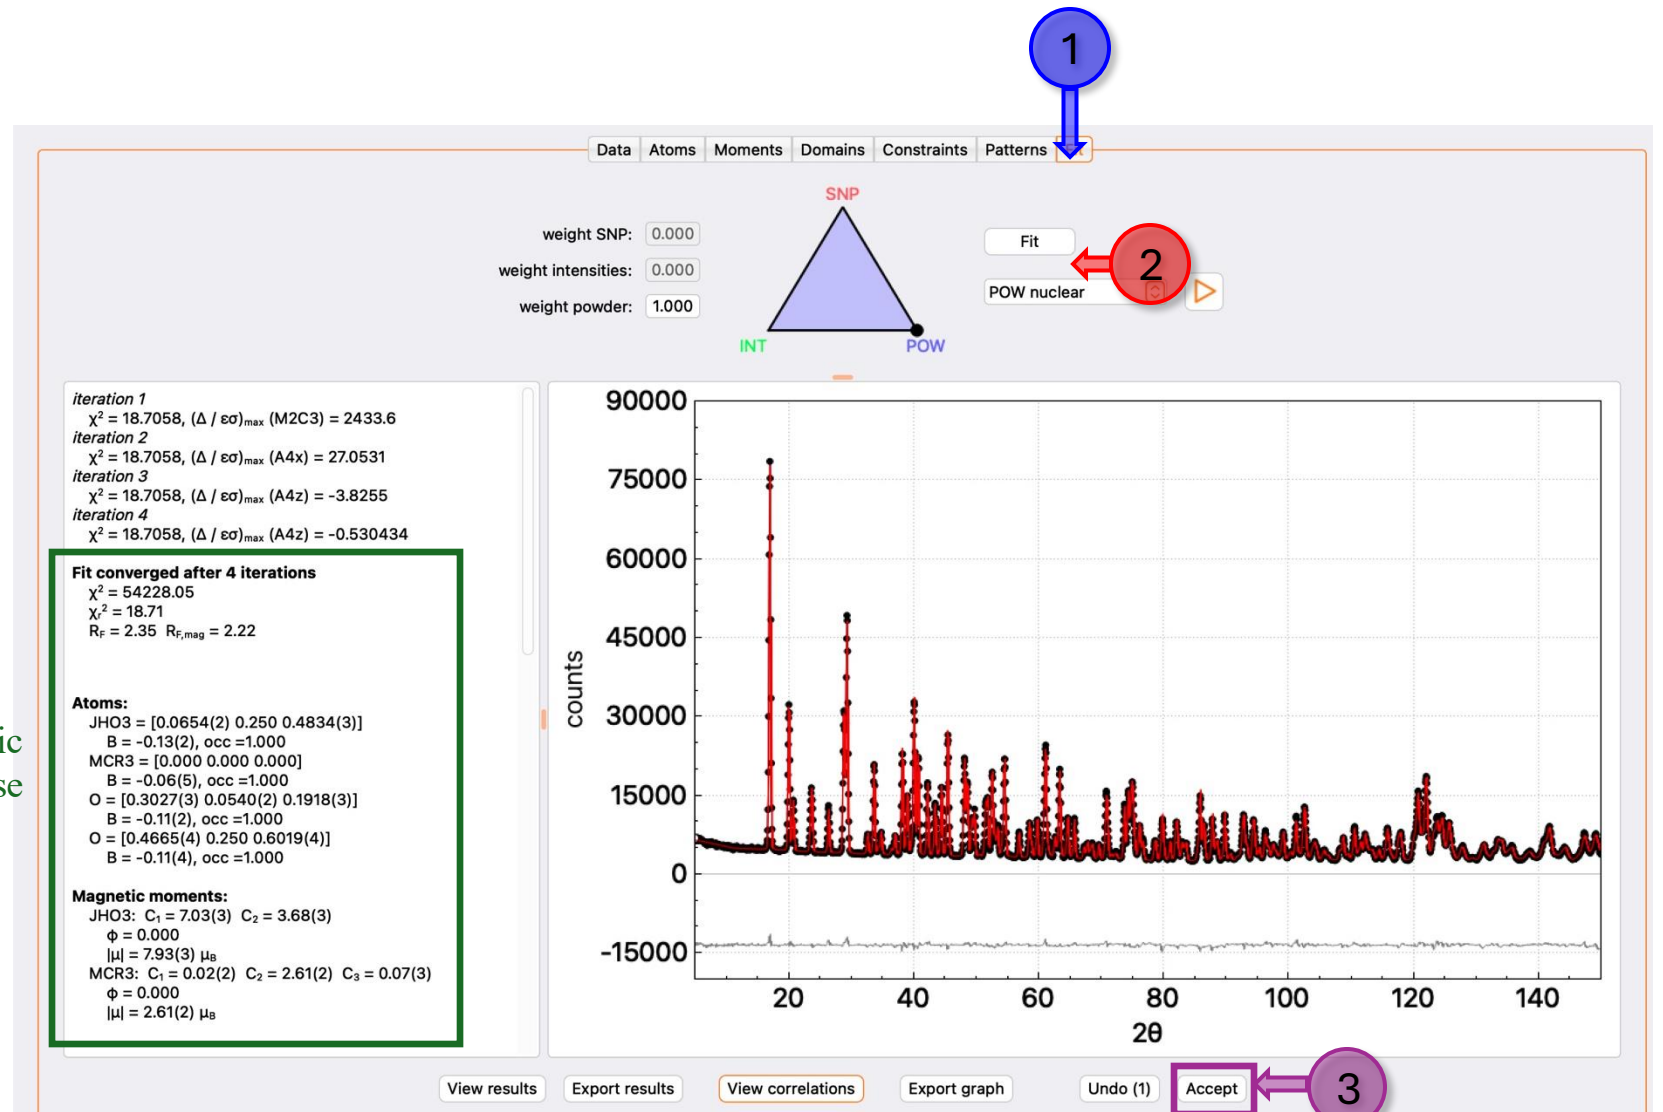 1
Data Atoms Moments Domains Constraints Patterns
SNP
weight SNP: 0.000
Fit
2
weight intensities: 0.000
POW nuclear
weight powder: 1.000
INT POW
iteration 1
χ² = 18.7058, (Δ / εσ)ₘₐₓ (M2C3) = 2433.6
iteration 2
χ² = 18.7058, (Δ / εσ)ₘₐₓ (A4x) = 27.0531
iteration 3
χ² = 18.7058, (Δ / εσ)ₘₐₓ (A4z) = -3.8255
iteration 4
χ² = 18.7058, (Δ / εσ)ₘₐₓ (A4z) = -0.530434
Fit converged after 4 iterations
χ² = 54228.05
χᵣ² = 18.71
R_F = 2.35 R_F,mag = 2.22
Atoms:
JHO3 = [0.0654(2) 0.250 0.4834(3)]
B = -0.13(2), occ =1.000
MCR3 = [0.000 0.000 0.000]
B = -0.06(5), occ =1.000
O = [0.3027(3) 0.0540(2) 0.1918(3)]
B = -0.11(2), occ =1.000
O = [0.4665(4) 0.250 0.6019(4)]
B = -0.11(4), occ =1.000
Magnetic moments:
JHO3: C₁ = 7.03(3) C₂ = 3.68(3)
ϕ = 0.000
|μ| = 7.93(3) μ_B
MCR3: C₁ = 0.02(2) C₂ = 2.61(2) C₃ = 0.07(3)
ϕ = 0.000
|μ| = 2.61(2) μ_B
ic
se
counts
90000
75000
60000
45000
30000
15000
0
-15000
20 40 60 80 100 120 140
2θ
View results Export results View correlations Export graph Undo (1) Accept
3